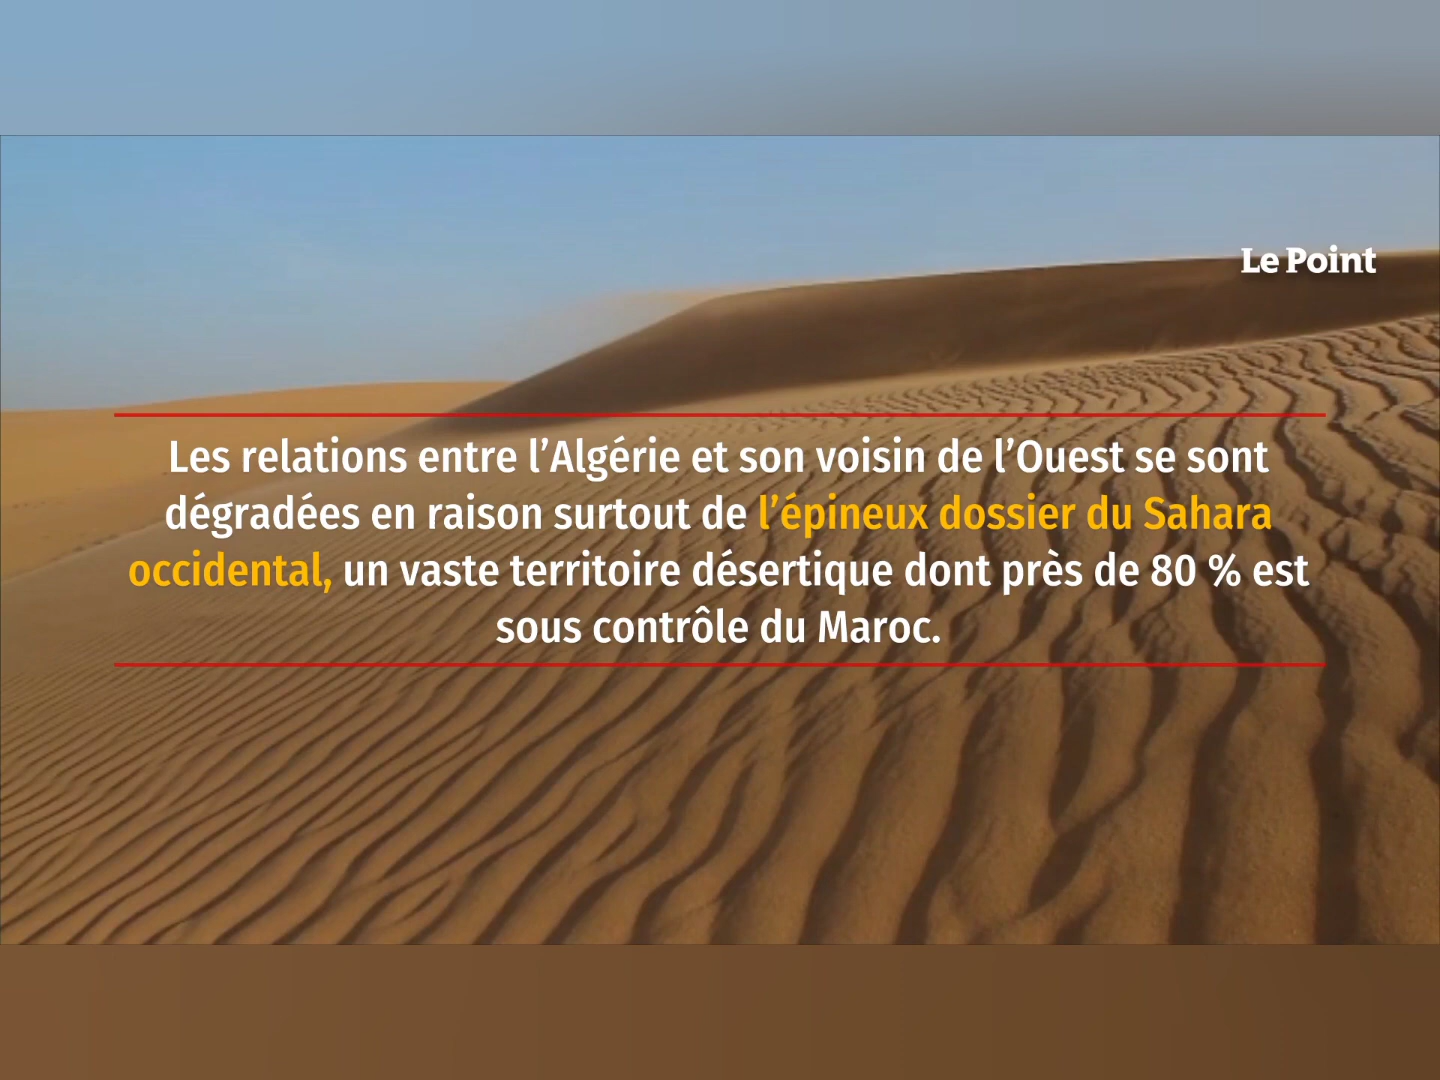 Le Point
Les relations entre l’Algérie et son voisin de l’Ouest se sont
dégradées en raison surtout de l’épineux dossier du Sahara
occidental, un vaste territoire désertique dont près de 80 % est
sous contrôle du Maroc.